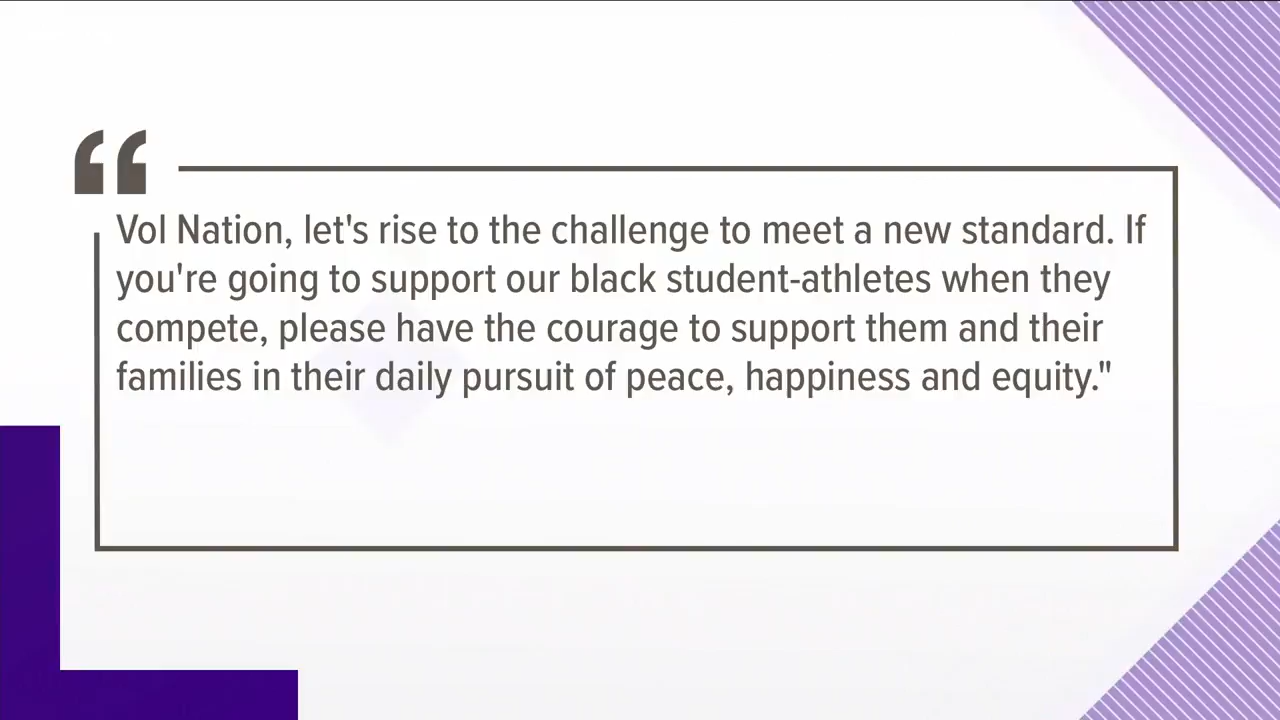 “
Vol Nation, let's rise to the challenge to meet a new standard. If
you're going to support our black student-athletes when they
compete, please have the courage to support them and their
families in their daily pursuit of peace, happiness and equity."